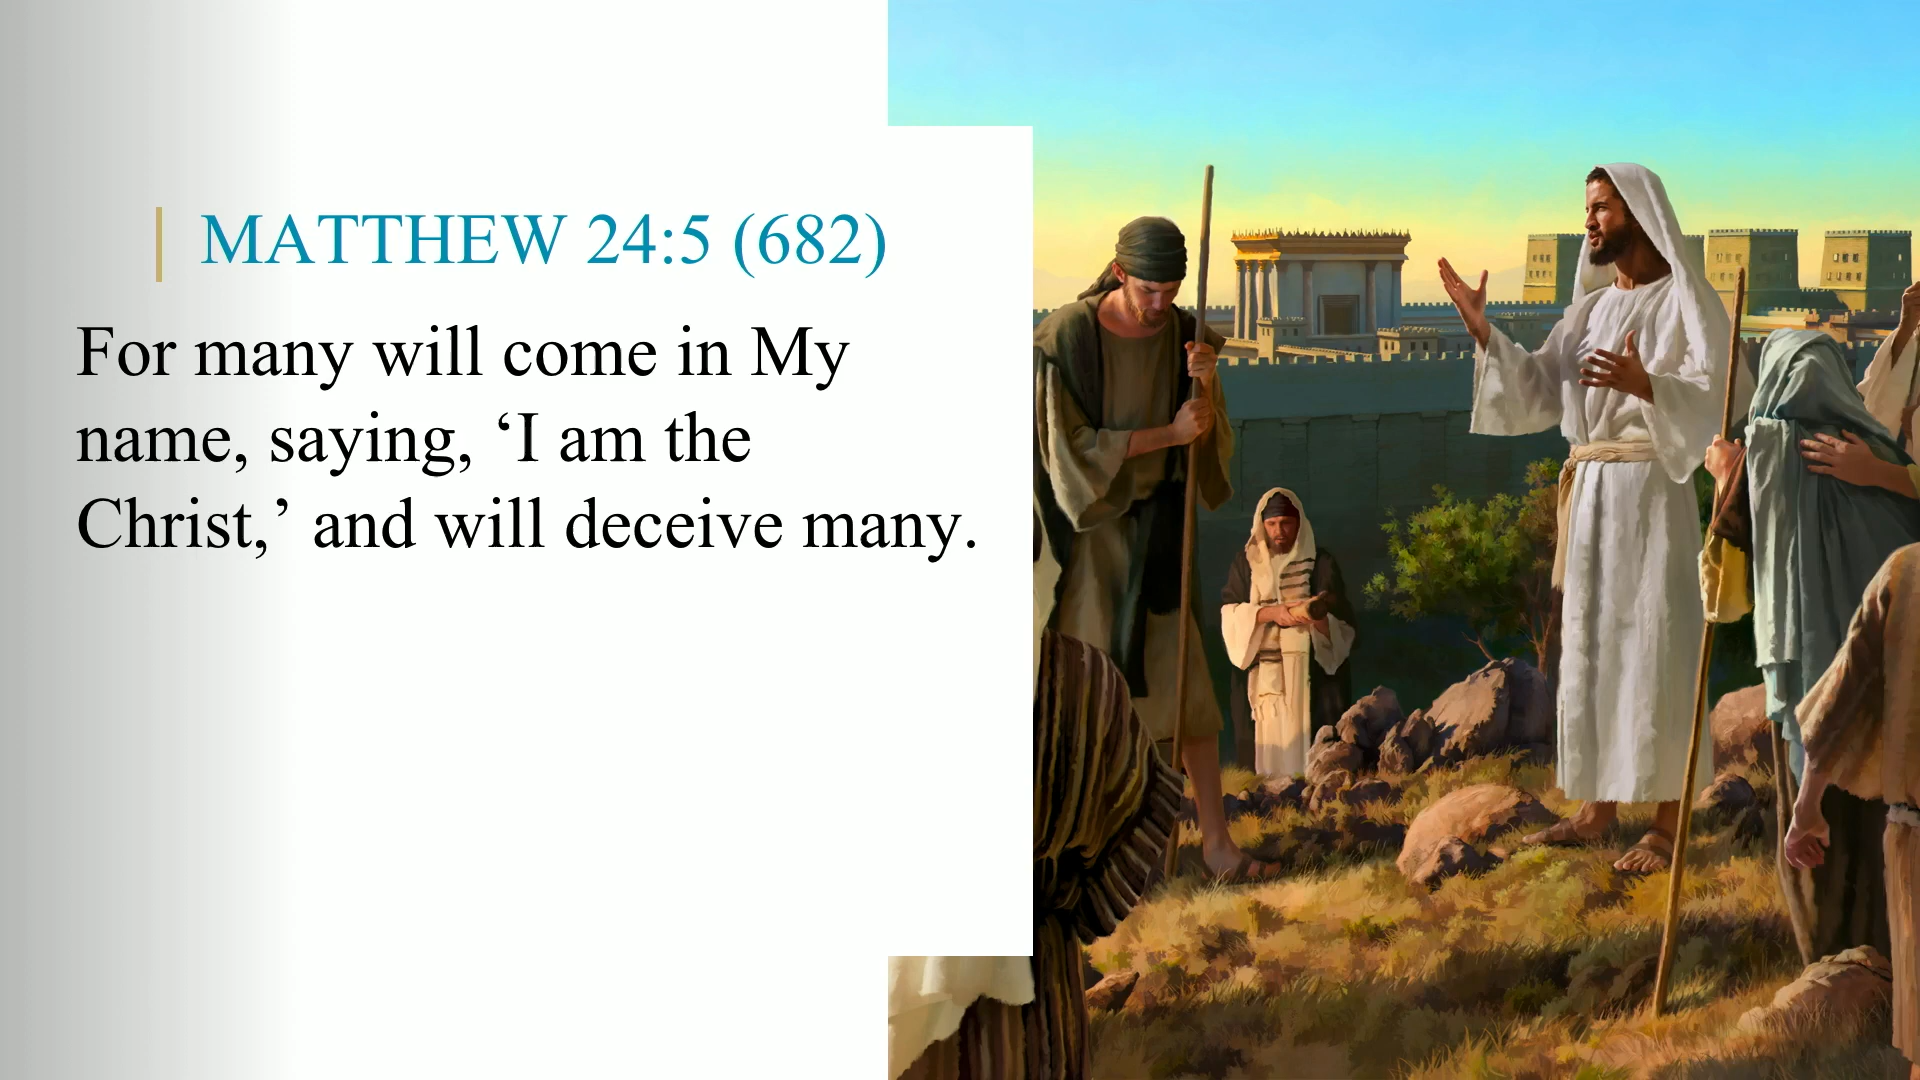 MATTHEW 24:5 (682)
For many will come in My
name, saying, ‘I am the
Christ,’ and will deceive many.